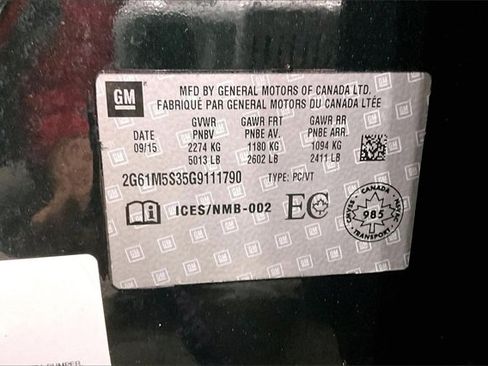 GM
MFD BY GENERAL MOTORS OF CANADA LTD.
FABRIQUÉ PAR GENERAL MOTORS DU CANADA LTÉE
GVWR GAWR FRT GAWR RR
DATE PNBV PNBE AV. PNBE ARR.
09/15 2274 KG 1180 KG 1094 KG
5013 LB 2602 LB 2411 LB
2G61M5S35G9111790 TYPE: PC/VT
ICES/NMB-002 EC
CANADA
985
TRANSPORT